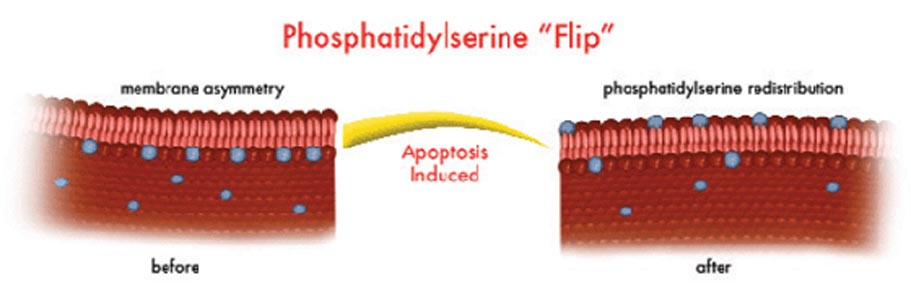 Phosphatidylserine “Flip”
membrane asymmetry
phosphatidylserine redistribution
Apoptosis
Induced
before
after